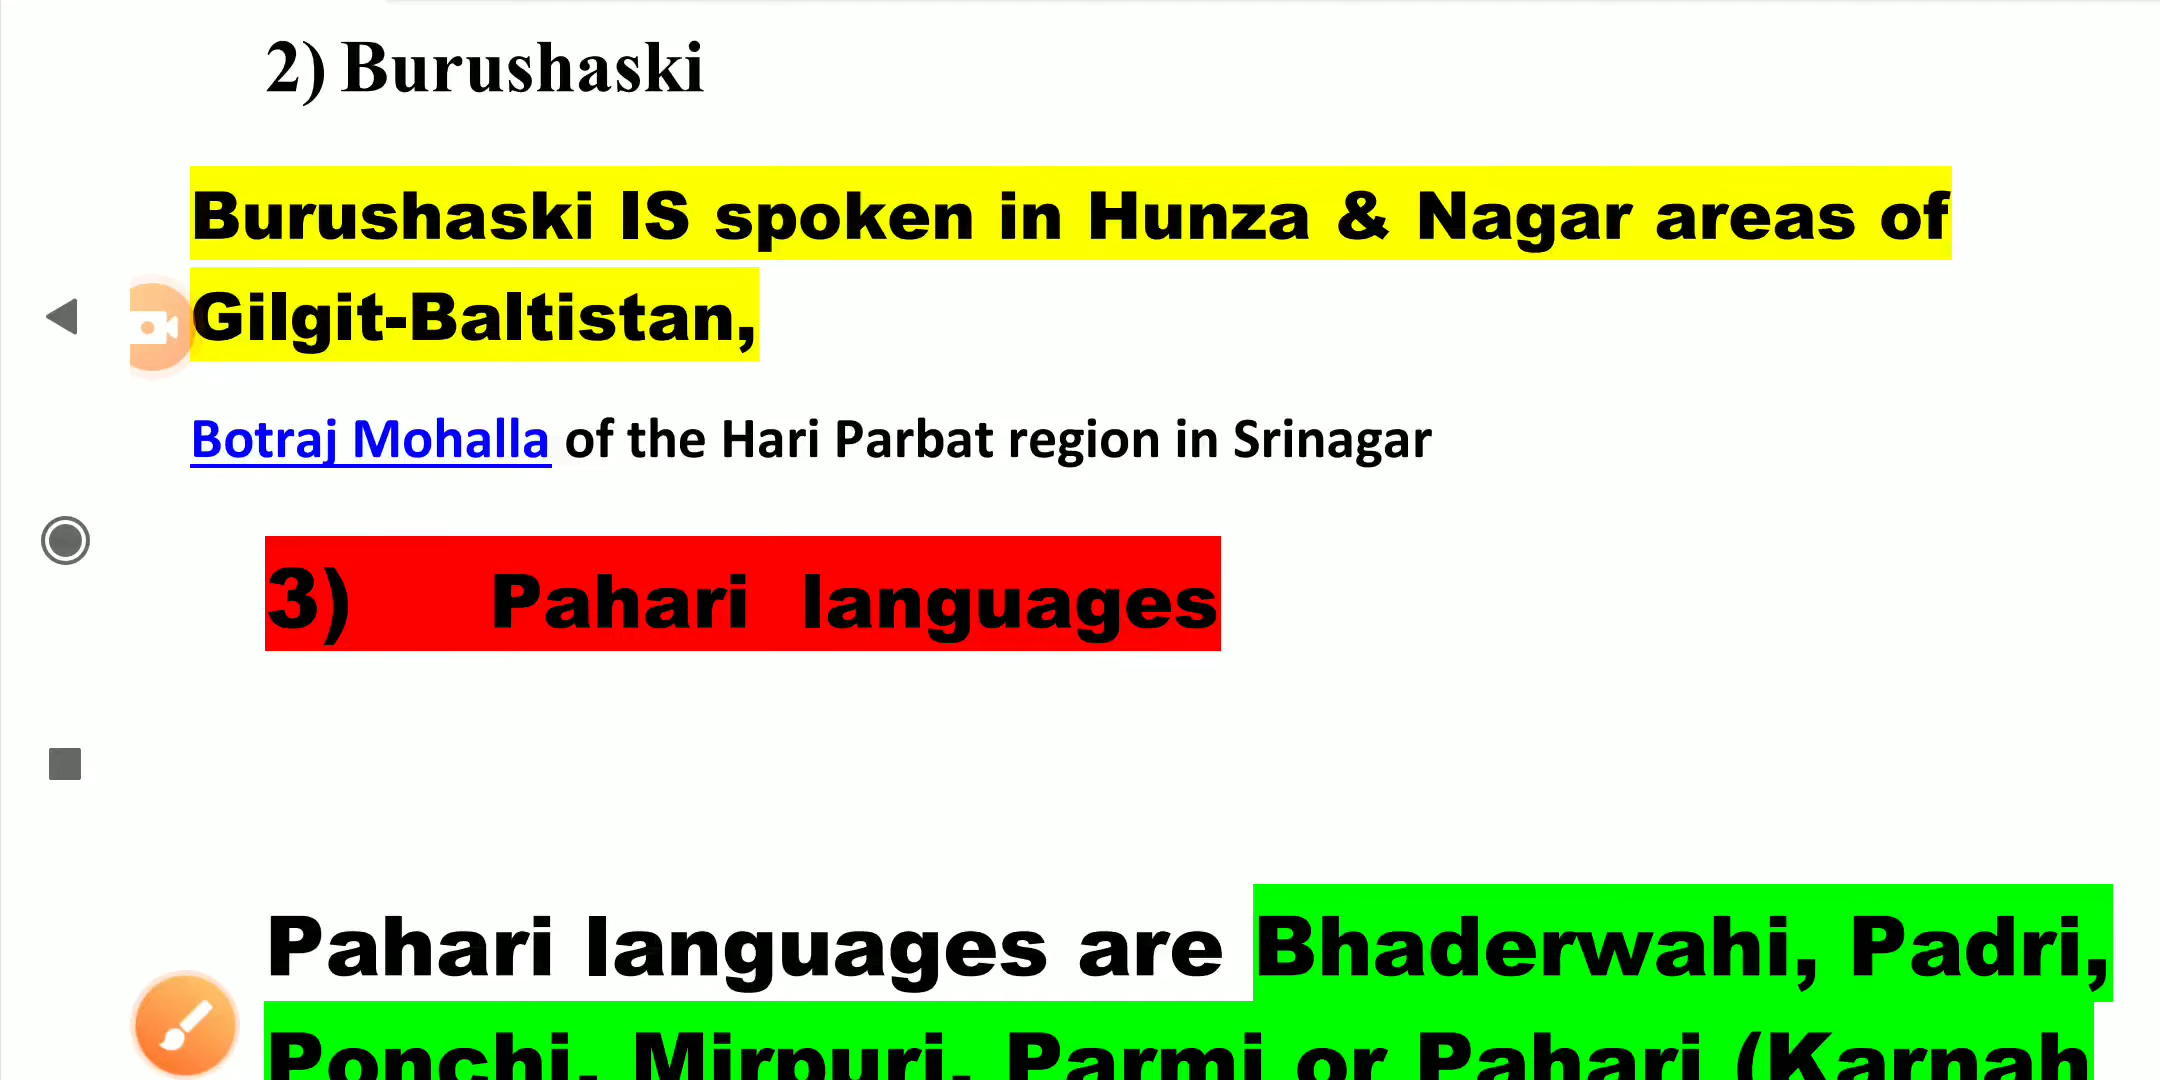 2) Burushaski
Burushaski IS spoken in Hunza & Nagar areas of
Gilgit-Baltistan,
Botraj Mohalla of the Hari Parbat region in Srinagar
3) Pahari languages
Pahari languages are Bhaderwahi, Padri,
Ponchi, Mirpuri, Parmi or Pahari (Karnah